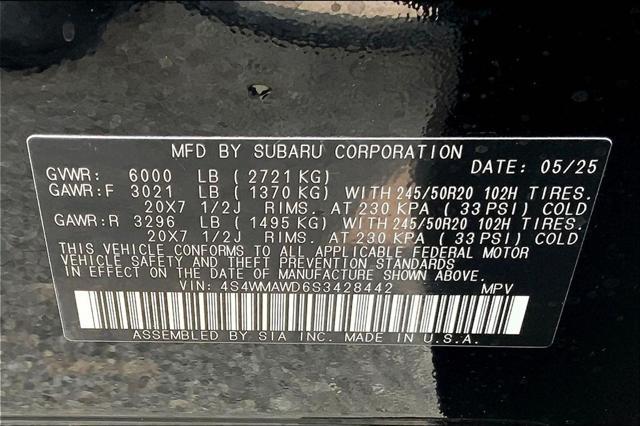 MFD BY SUBARU CORPORATION
GVWR: 6000 LB (2721 KG) DATE: 05/25
GAWR:F 3021 LB (1370 KG) WITH 245/50R20 102H TIRES.
20X7 1/2J RIMS. AT 230 KPA (33 PSI) COLD
GAWR:R 3296 LB (1495 KG) WITH 245/50R20 102H TIRES.
20X7 1/2J RIMS. AT 230 KPA (33 PSI) COLD
THIS VEHICLE CONFORMS TO ALL APPLICABLE FEDERAL MOTOR
VEHICLE SAFETY AND THEFT PREVENTION STANDARDS
IN EFFECT ON THE DATE OF MANUFACTURE SHOWN ABOVE.
VIN: 4S4WMAWD6S3428442 MPV
ASSEMBLED BY SIA INC. MADE IN U.S.A.